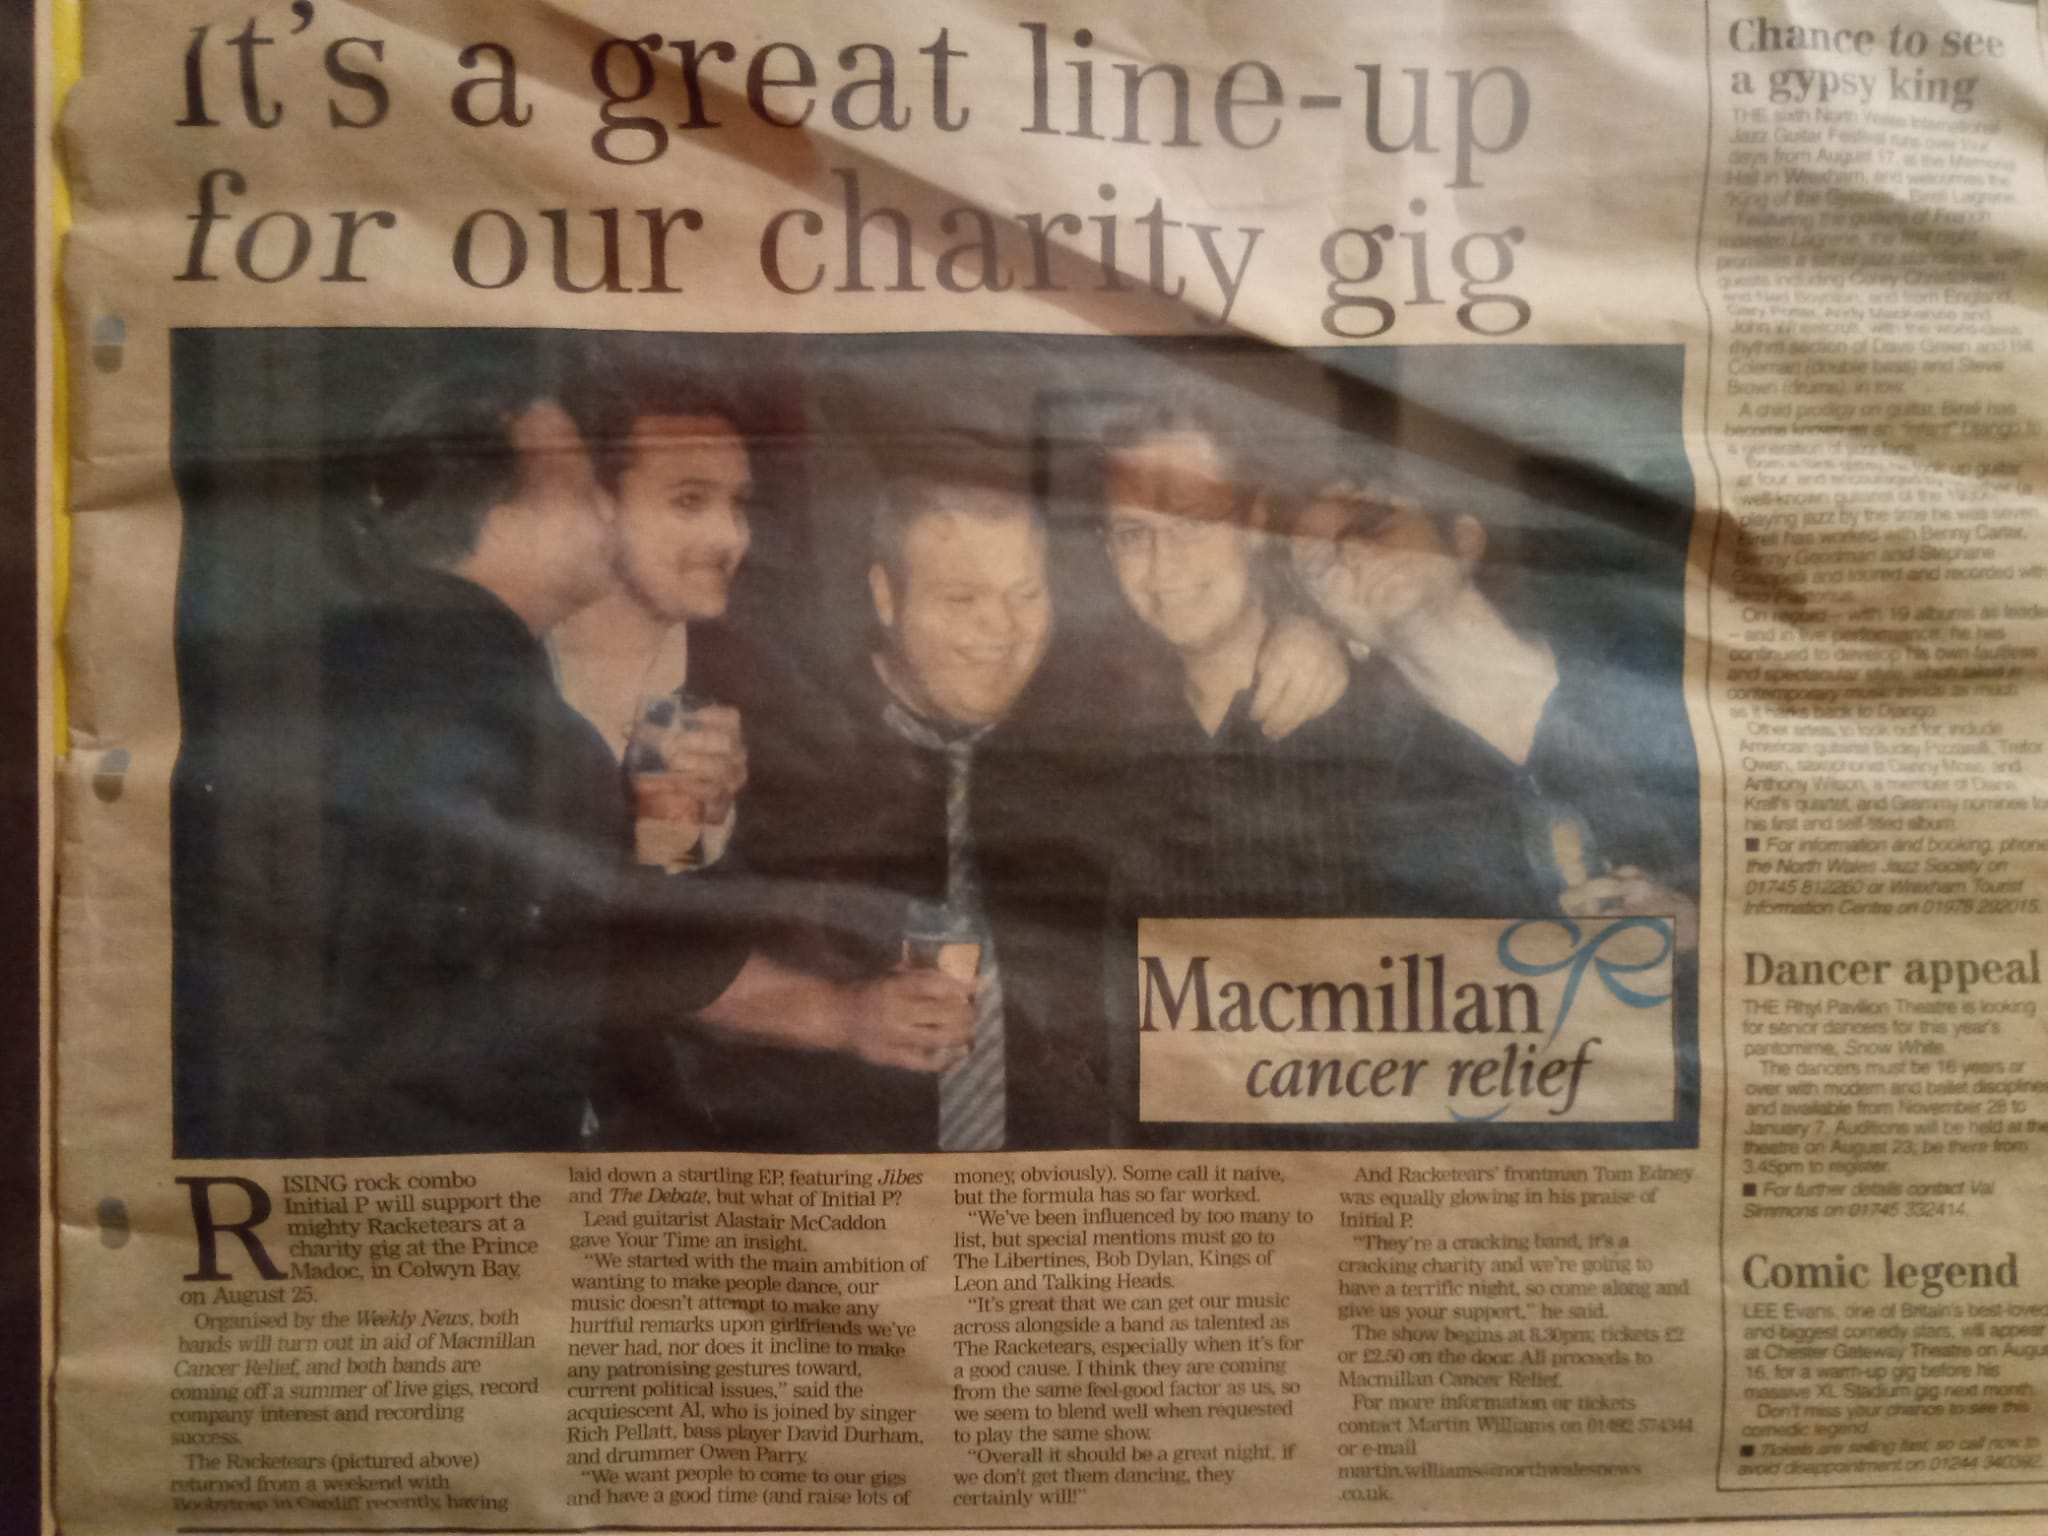 It's a great line-up
for our charity gig
Macmillan
cancer relief
RISING rock combo
Initial P will support the
mighty Racketears at a
charity gig at the Prince
Madoc, in Colwyn Bay,
on August 25.
Organised by the Weekly News, both
bands will turn out in aid of Macmillan
Cancer Relief, and both bands are
coming off a summer of live gigs, record
company interest and recording
success.
The Racketears (pictured above)
returned from a weekend with
Boobytrap in Cardiff recently, having
laid down a startling EP, featuring Jibes
and The Debate, but what of Initial P?
Lead guitarist Alastair McCaddon
gave Your Time an insight.
"We started with the main ambition of
wanting to make people dance, our
music doesn't attempt to make any
hurtful remarks upon girlfriends we've
never had, nor does it incline to make
any patronising gestures toward,
current political issues," said the
acquiescent Al, who is joined by singer
Rich Pellatt, bass player David Durham,
and drummer Owen Parry.
"We want people to come to our gigs
and have a good time (and raise lots of
money, obviously). Some call it naive,
but the formula has so far worked.
"We've been influenced by too many to
list, but special mentions must go to
The Libertines, Bob Dylan, Kings of
Leon and Talking Heads.
"It's great that we can get our music
across alongside a band as talented as
The Racketears, especially when it's for
a good cause. I think they are coming
from the same feel-good factor as us, so
we seem to blend well when requested
to play the same show.
"Overall it should be a great night, if
we don't get them dancing, they
certainly will!"
And Racketears' frontman Tom Edney
was equally glowing in his praise of
Initial P.
"They're a cracking band, it's a
cracking charity and we're going to
have a terrific night, so come along and
give us your support," he said.
The show begins at 8.30pm; tickets £2
or £2.50 on the door. All proceeds to
Macmillan Cancer Relief.
For more information or tickets
contact Martin Williams on 01492 574344
or e-mail
martin.williams@northwalesnews
.co.uk.
Chance to see
a gypsy king
THE sixth North Wales International
Jazz Guitar Festival runs over four
days from August 17, at the Memorial
Hall in Wrexham, and welcomes the
'King of the Gypsies', Bireli Lagrene.
Featuring the guitars of French
maestro Lagrene, the first night
promises a set of jazz standards, with
guests including Corey Christiansen
and Ned Boynton, and from England,
Gary Potter, Andy MacKenzie and
John Wheatcroft, with the world-class
rhythm section of Dave Green and Bill
Coleman (double bass) and Steve
Brown (drums) in tow.
A child prodigy on guitar, Bireli has
become known as an "infant" Django to
a generation of jazz fans.
up guitar
at four, and
well-known guitarist of the
playing jazz by the time he was seven.
Bireli has worked with Benny Carter,
Benny Goodman and Stephane
Grappelli and toured and recorded with
On record – with 19 albums as leader
– and in live performance, he has
continued to develop his own faultless
and spectacular style, which takes in
contemporary music trends as much
as it harks back to Django.
Other artists to look out for, include
American guitarist Bucky Pizzarelli, Trefor
Owen, saxophonist Danny Moss, and
Anthony Wilson, a member of Diana
Krall's quartet, and Grammy nominee for
his first and self-titled album.
■ For information and booking, phone
the North Wales Jazz Society on
01745 812260 or Wrexham Tourist
Information Centre on 01978 292015.
Dancer appeal
THE Rhyl Pavilion Theatre is looking
for senior dancers for this year's
pantomime, Snow White.
The dancers must be 16 years or
over with modern and ballet disciplines
and available from November 28 to
January 7. Auditions will be held at the
theatre on August 23; be there from
3.45pm to register.
■ For further details contact Val
Simmons on 01745 332414.
Comic legend
LEE Evans, one of Britain's best-loved
and biggest comedy stars, will appear
at Chester Gateway Theatre on August
16, for a warm-up gig before his
massive XL Stadium gig next month.
Don't miss your chance to see this
comedic legend.
■ Tickets are selling fast, so call now to
avoid disappointment on 01244 340392.